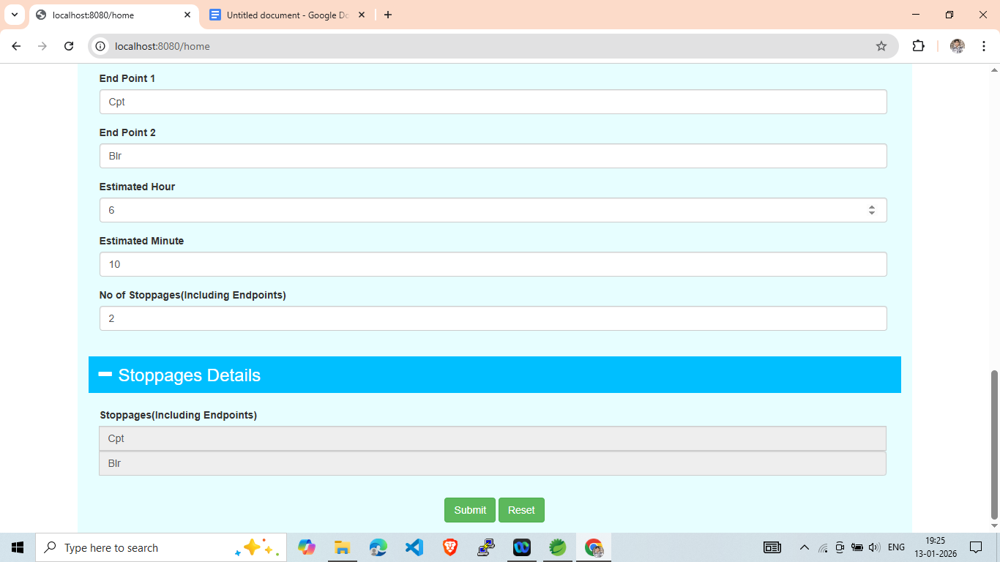 localhost:8080/home
Untitled document - Google Do
localhost:8080/home
End Point 1
Cpt
End Point 2
Blr
Estimated Hour
6
Estimated Minute
10
No of Stoppages(Including Endpoints)
2
Stoppages Details
Stoppages(Including Endpoints)
Cpt
Blr
Submit Reset
Type here to search
ENG
19:25
13-01-2026